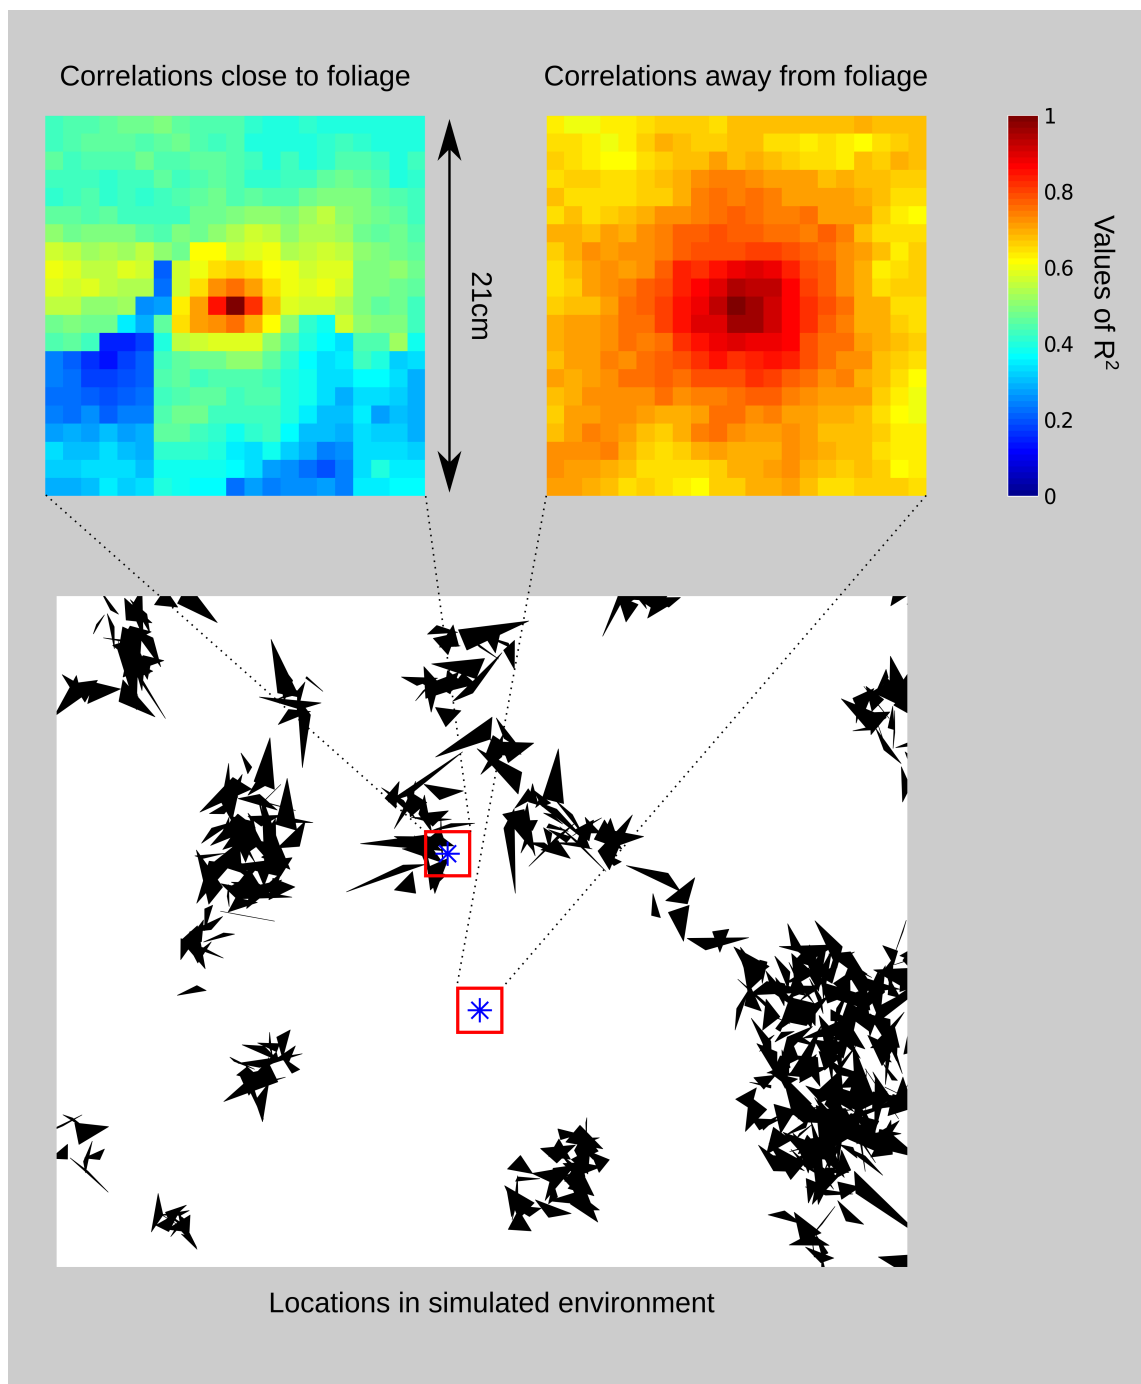 Correlations close to foliage
Correlations away from foliage
21cm
1
0.8
0.6
0.4
0.2
0
Values of R²
Locations in simulated environment